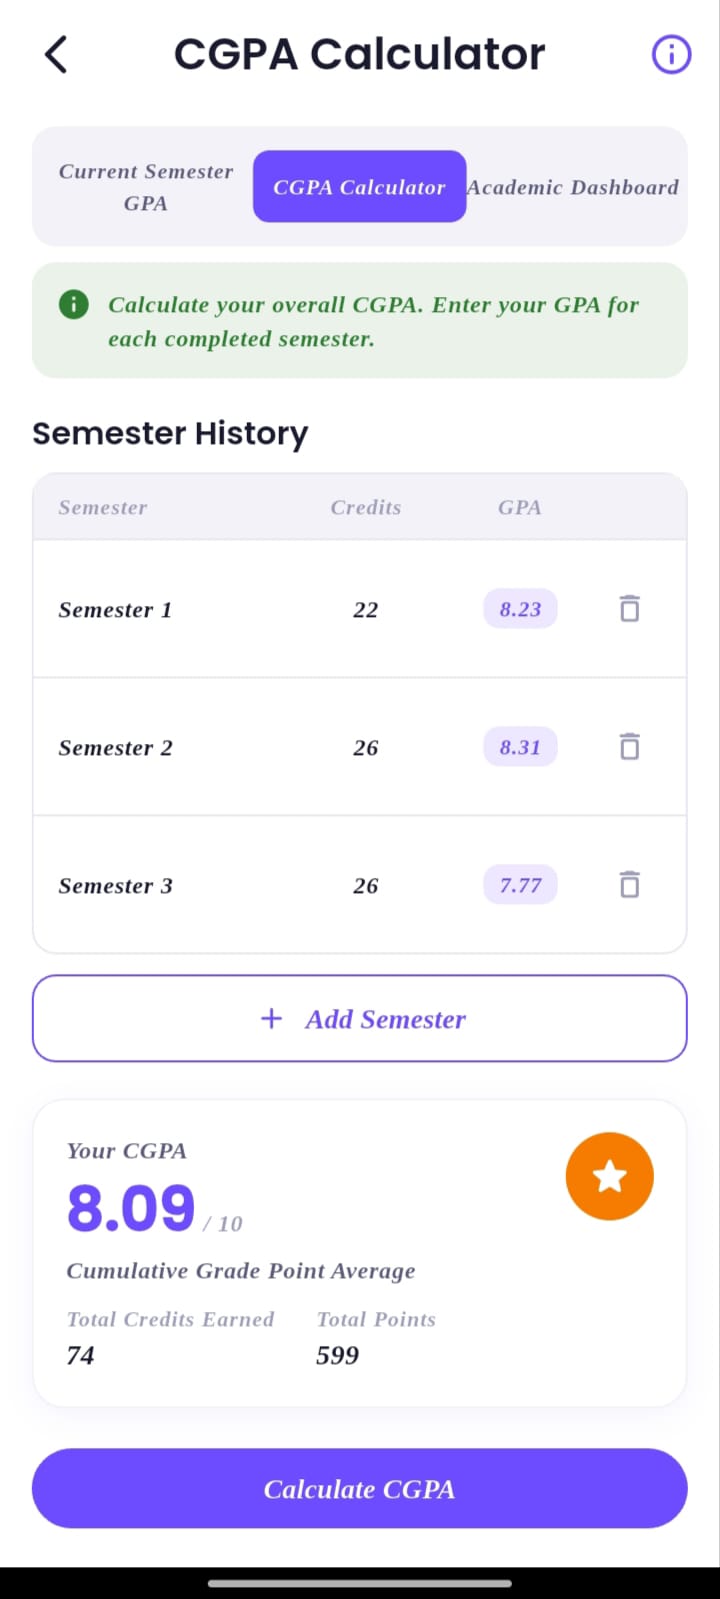 CGPA Calculator
Current Semester
GPA
CGPA Calculator
Academic Dashboard
Calculate your overall CGPA. Enter your GPA for
each completed semester.
Semester History
Semester Credits GPA
Semester 1 22 8.23
Semester 2 26 8.31
Semester 3 26 7.77
+ Add Semester
Your CGPA
8.09 / 10
Cumulative Grade Point Average
Total Credits Earned Total Points
74 599
Calculate CGPA